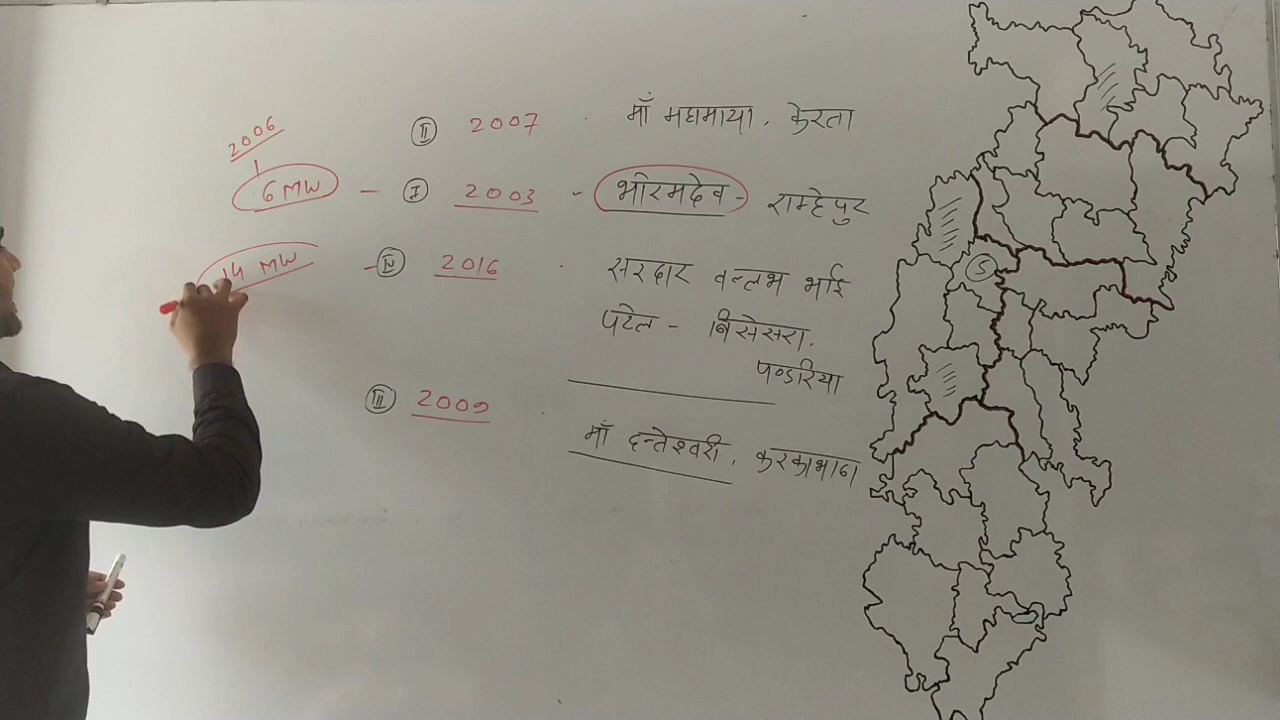 2006
Ⅱ 2007 माँ महामाया, केरता
6 MW - Ⅰ 2003 - भोरमदेव - राम्हेपुर
14 MW - Ⅳ 2016 सरदार वल्लभ भाई
पटेल - बिसेसरा,
पण्डरिया
Ⅲ 2009
माँ दन्तेश्वरी, करकाभाठा
S